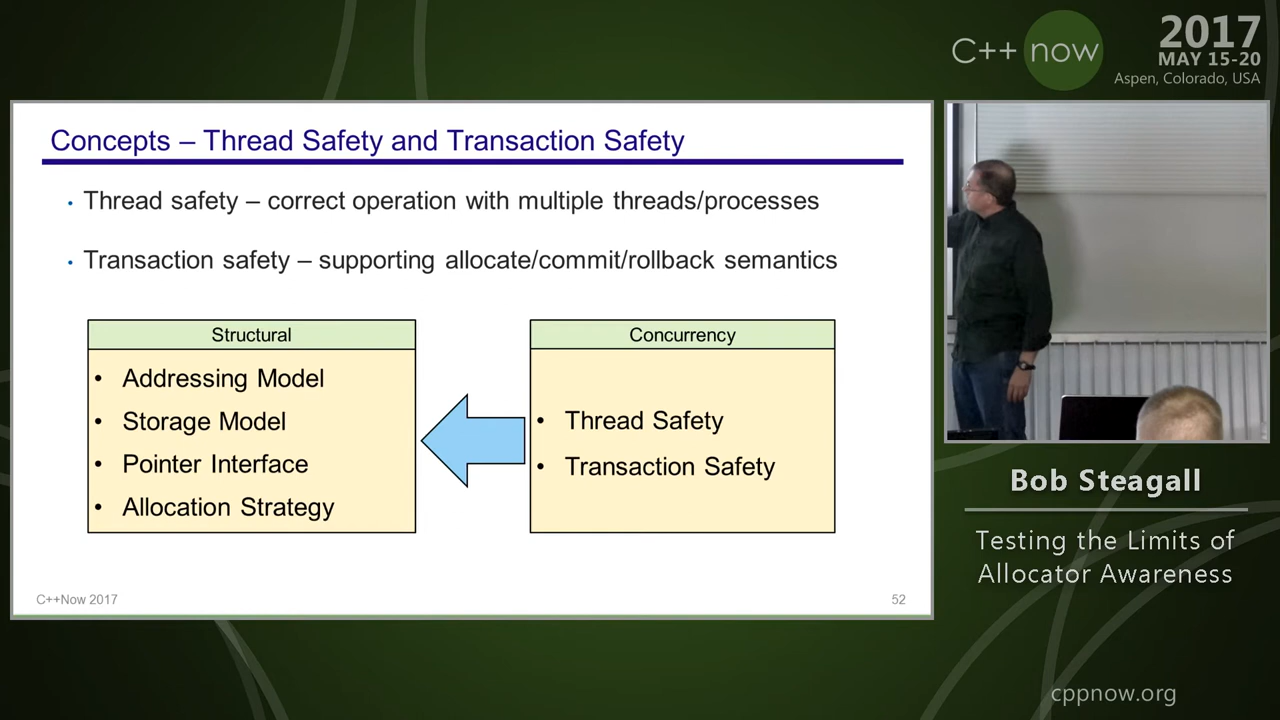 C++ now
2017
MAY 15-20
Aspen, Colorado, USA
Concepts – Thread Safety and Transaction Safety
• Thread safety – correct operation with multiple threads/processes
• Transaction safety – supporting allocate/commit/rollback semantics
Structural
• Addressing Model
• Storage Model
• Pointer Interface
• Allocation Strategy
Concurrency
• Thread Safety
• Transaction Safety
C++Now 2017
52
Bob Steagall
Testing the Limits of
Allocator Awareness
cppnow.org